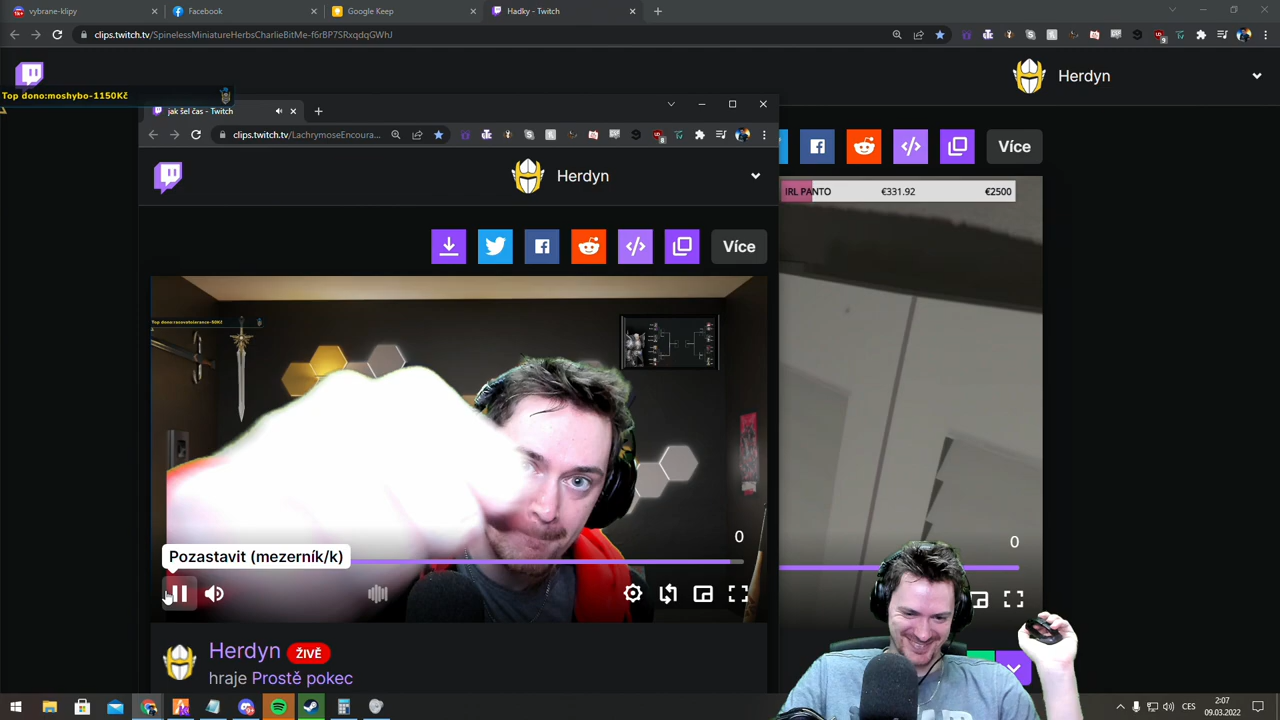 vybrane-klipy
Facebook
Google Keep
Hadky - Twitch
clips.twitch.tv/SpinelessMiniatureHerbsCharlieBitMe-f6rBP7SRxqdqGWhJ
Herdyn
Top dono:moshybo-1150Kč
jak šel čas - Twitch
clips.twitch.tv/LachrymoseEncoura...
Herdyn
Více
IRL PANTO €331.92 €2500
Více
0
Pozastavit (mezerník/k)
0
Herdyn ŽIVĚ
hraje Prostě pokec
CES
2:07
09.03.2022